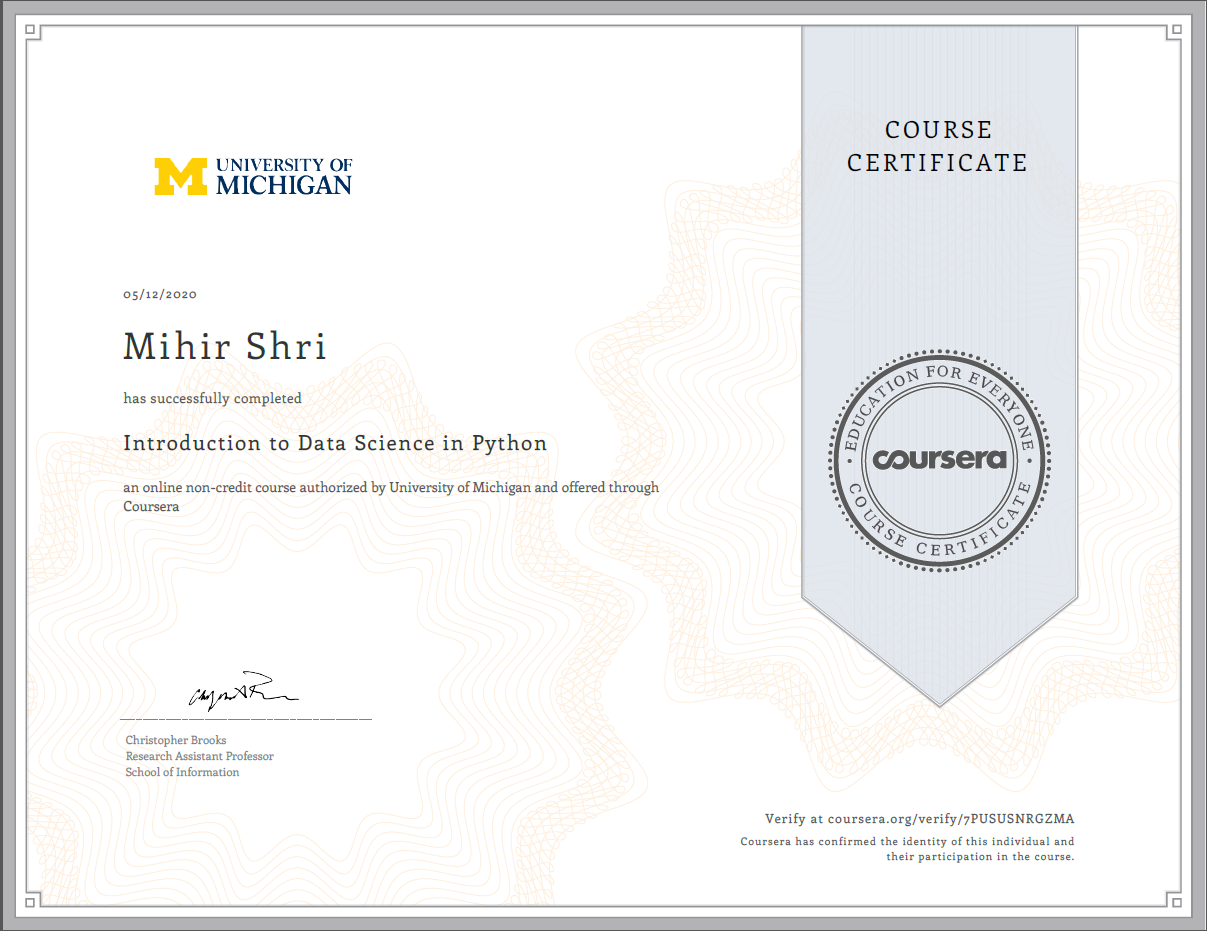 COURSE
CERTIFICATE
UNIVERSITY OF
MICHIGAN
05/12/2020
Mihir Shri
has successfully completed
Introduction to Data Science in Python
an online non-credit course authorized by University of Michigan and offered through
Coursera
EDUCATION FOR EVERYONE
coursera
COURSE CERTIFICATE
Christopher Brooks
Research Assistant Professor
School of Information
Verify at coursera.org/verify/7PUSUSNRGZMA
Coursera has confirmed the identity of this individual and
their participation in the course.